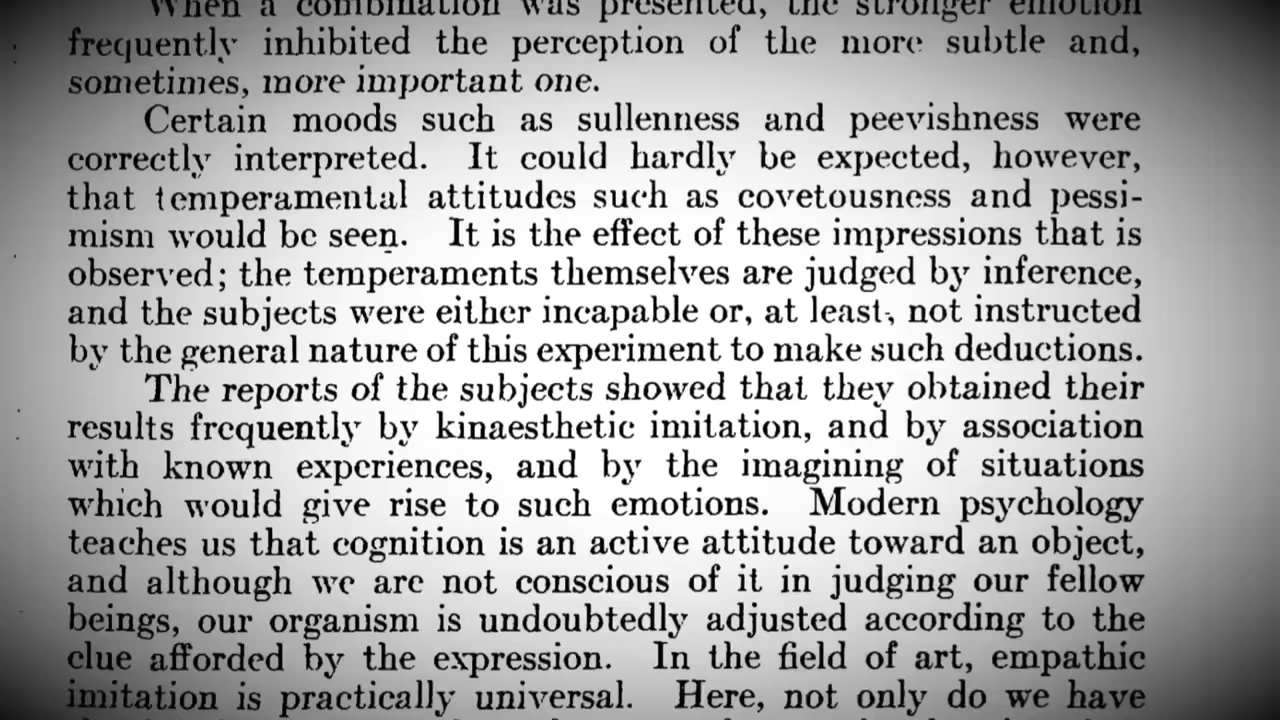 When a combination was presented, the stronger emotion
frequently inhibited the perception of the more subtle and,
sometimes, more important one.
Certain moods such as sullenness and peevishness were
correctly interpreted. It could hardly be expected, however,
that temperamental attitudes such as covetousness and pessi-
mism would be seen. It is the effect of these impressions that is
observed; the temperaments themselves are judged by inference,
and the subjects were either incapable or, at least, not instructed
by the general nature of this experiment to make such deductions.
The reports of the subjects showed that they obtained their
results frequently by kinaesthetic imitation, and by association
with known experiences, and by the imagining of situations
which would give rise to such emotions. Modern psychology
teaches us that cognition is an active attitude toward an object,
and although we are not conscious of it in judging our fellow
beings, our organism is undoubtedly adjusted according to the
clue afforded by the expression. In the field of art, empathic
imitation is practically universal. Here, not only do we have